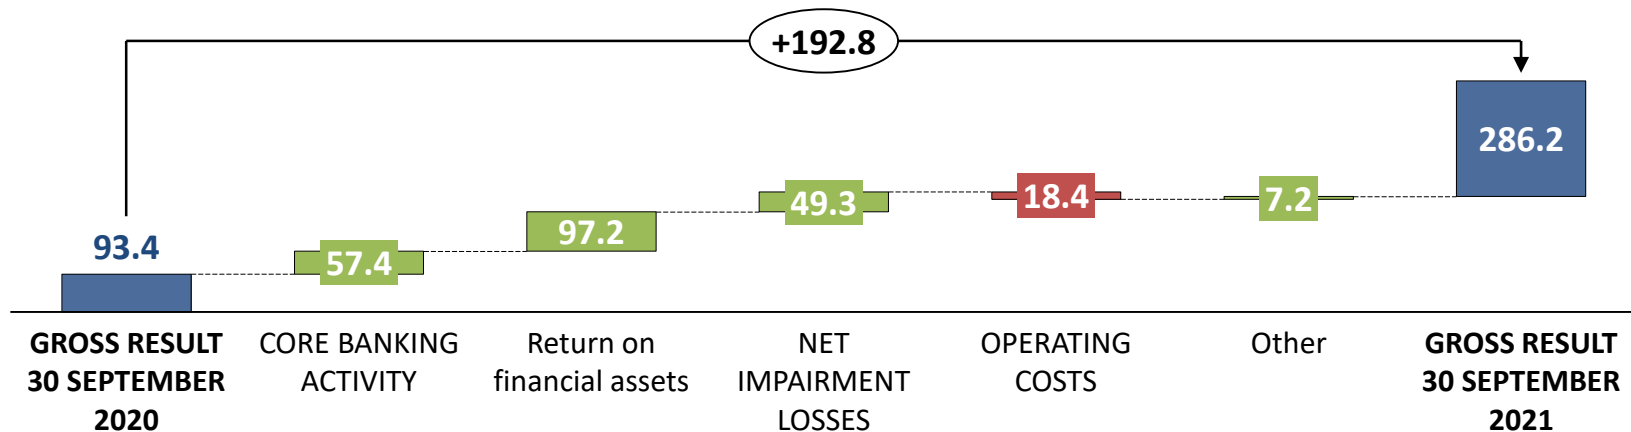 +192.8
93.4
57.4
97.2
49.3
18.4
7.2
286.2
GROSS RESULT
30 SEPTEMBER
2020
CORE BANKING
ACTIVITY
Return on
financial assets
NET
IMPAIRMENT
LOSSES
OPERATING
COSTS
Other
GROSS RESULT
30 SEPTEMBER
2021